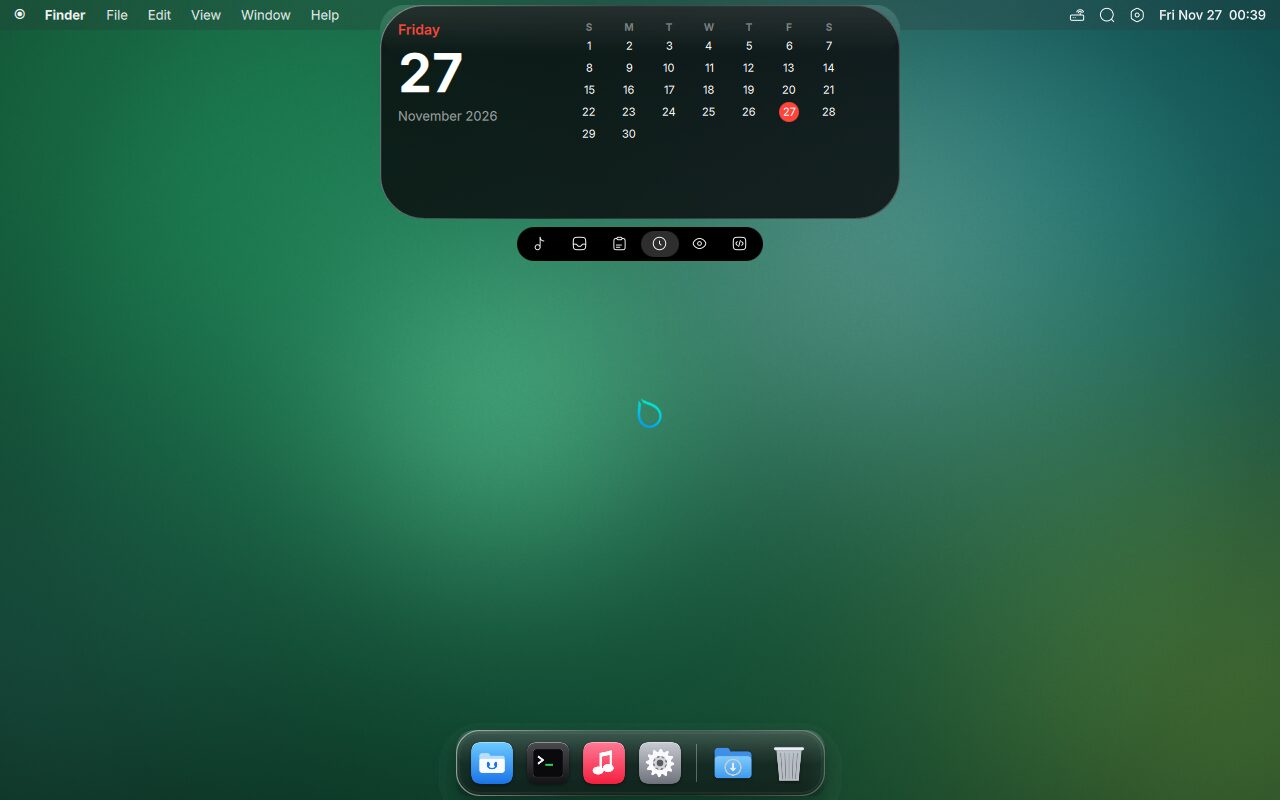 Finder File Edit View Window Help
Fri Nov 27 00:39
Friday
27
November 2026
S M T W T F S
1 2 3 4 5 6 7
8 9 10 11 12 13 14
15 16 17 18 19 20 21
22 23 24 25 26 27 28
29 30